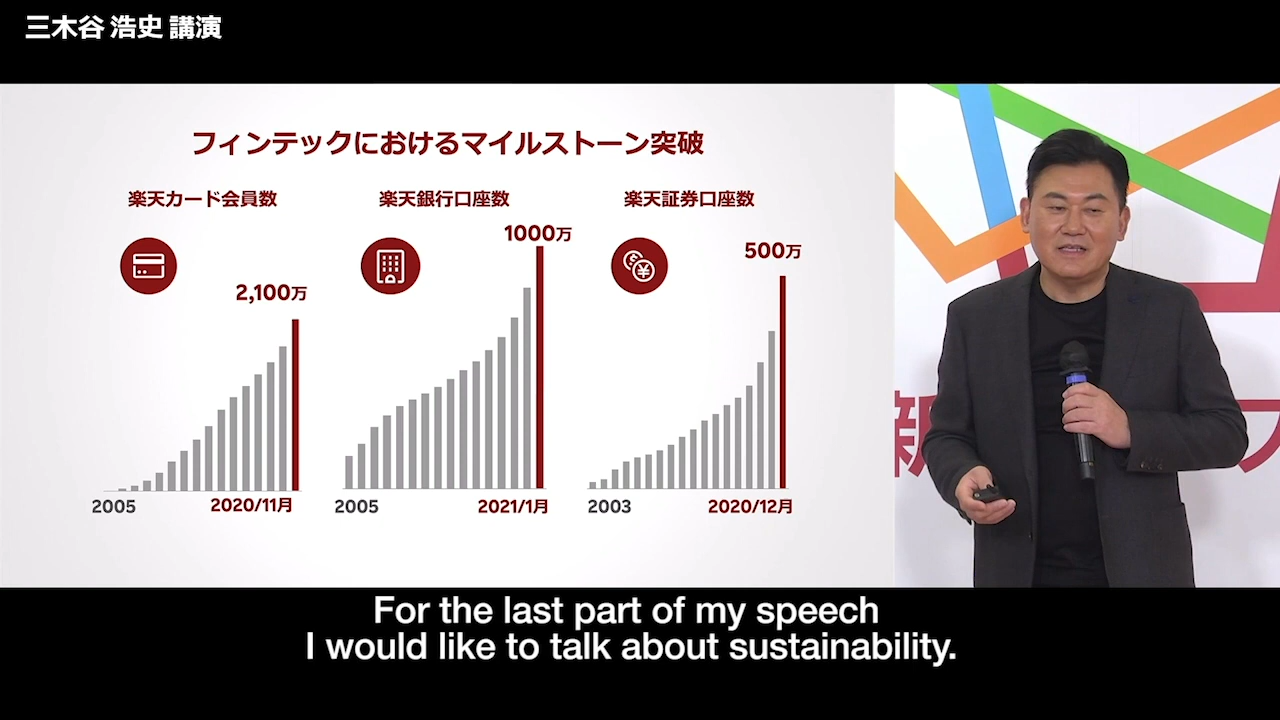 三木谷 浩史 講演
フィンテックにおけるマイルストーン突破
楽天カード会員数
楽天銀行口座数
楽天証券口座数
2,100万
1000万
500万
¥
2005
2020/11月
2005
2021/1月
2003
2020/12月
新
フ
For the last part of my speech
I would like to talk about sustainability.